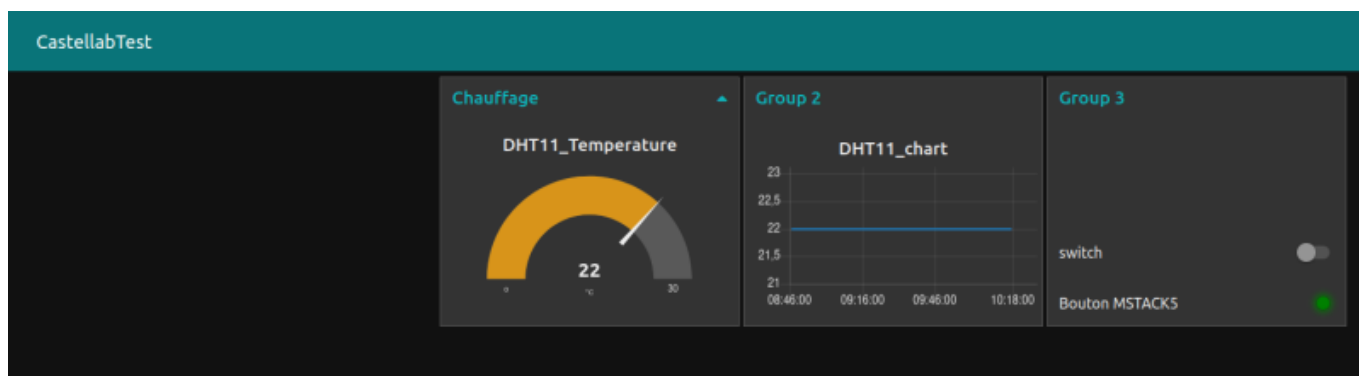 CastellabTest
Chauffage
DHT11_Temperature
22
0
°C
30
Group 2
DHT11_chart
23
22,5
22
21,5
21
08:46:00 09:16:00 09:46:00 10:18:00
Group 3
switch
Bouton MSTACK5